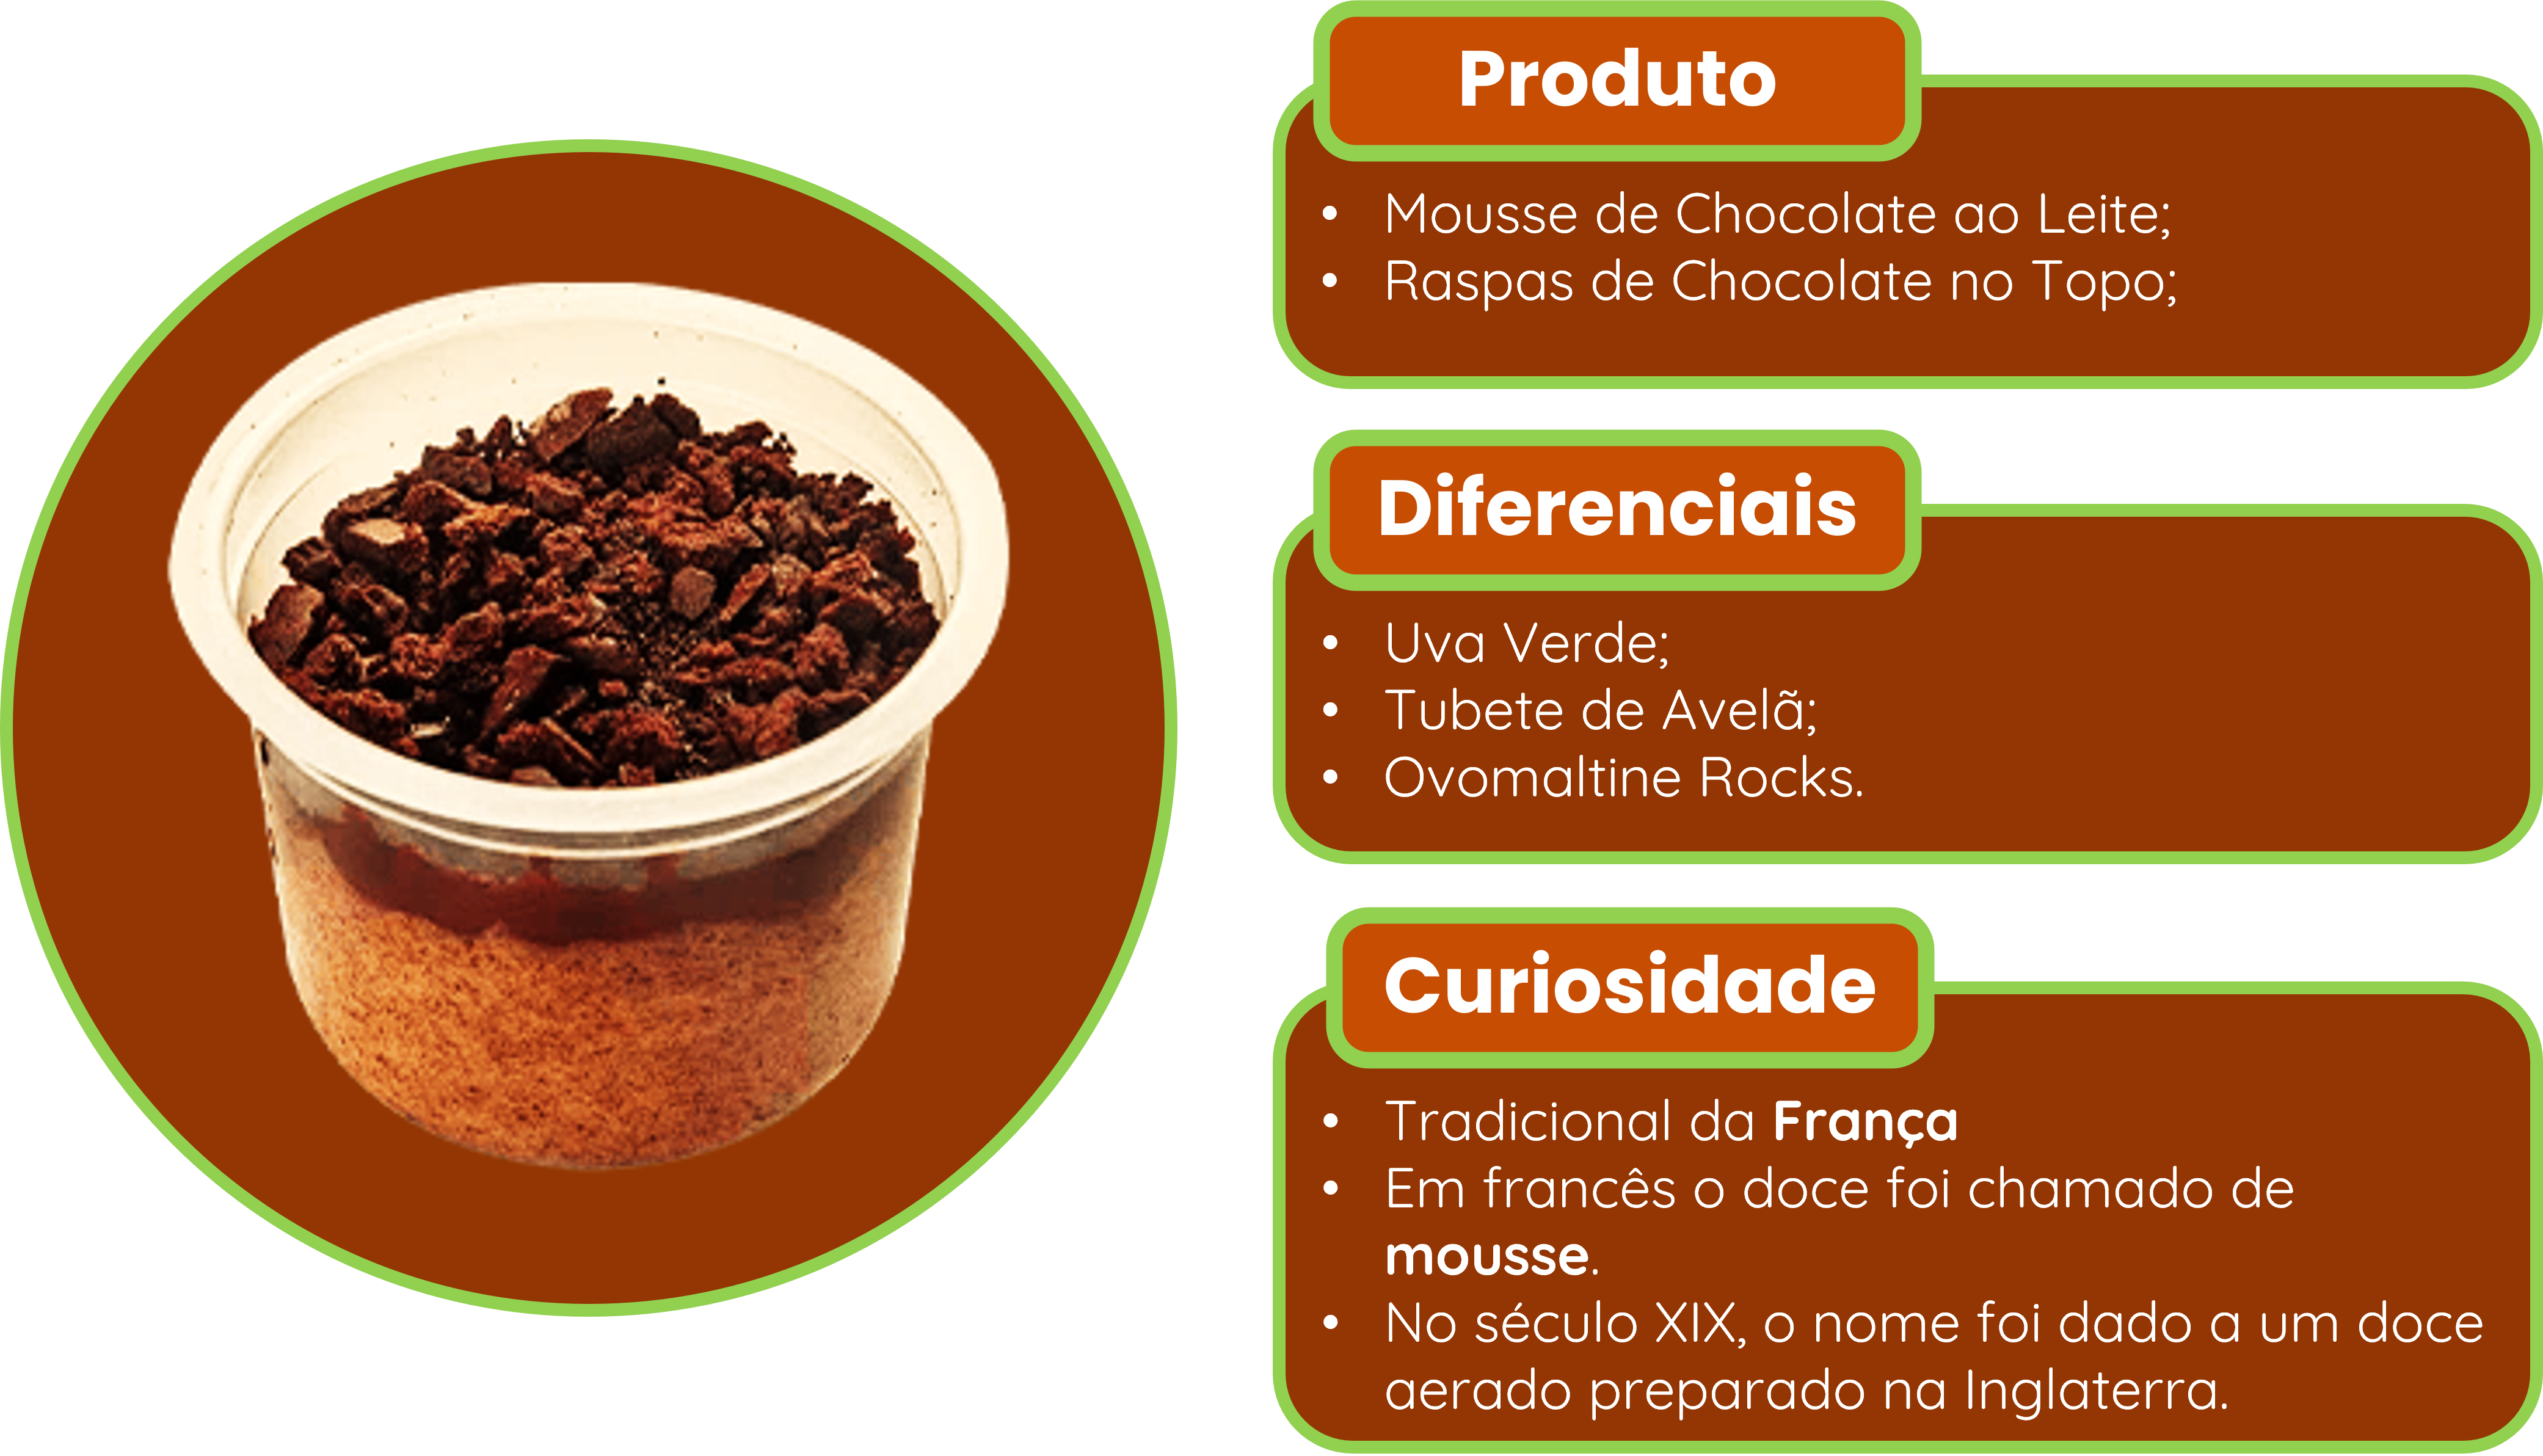 Produto
• Mousse de Chocolate ao Leite;
• Raspas de Chocolate no Topo;
Diferenciais
• Uva Verde;
• Tubete de Avelã;
• Ovomaltine Rocks.
Curiosidade
• Tradicional da França
• Em francês o doce foi chamado de
mousse.
• No século XIX, o nome foi dado a um doce
aerado preparado na Inglaterra.